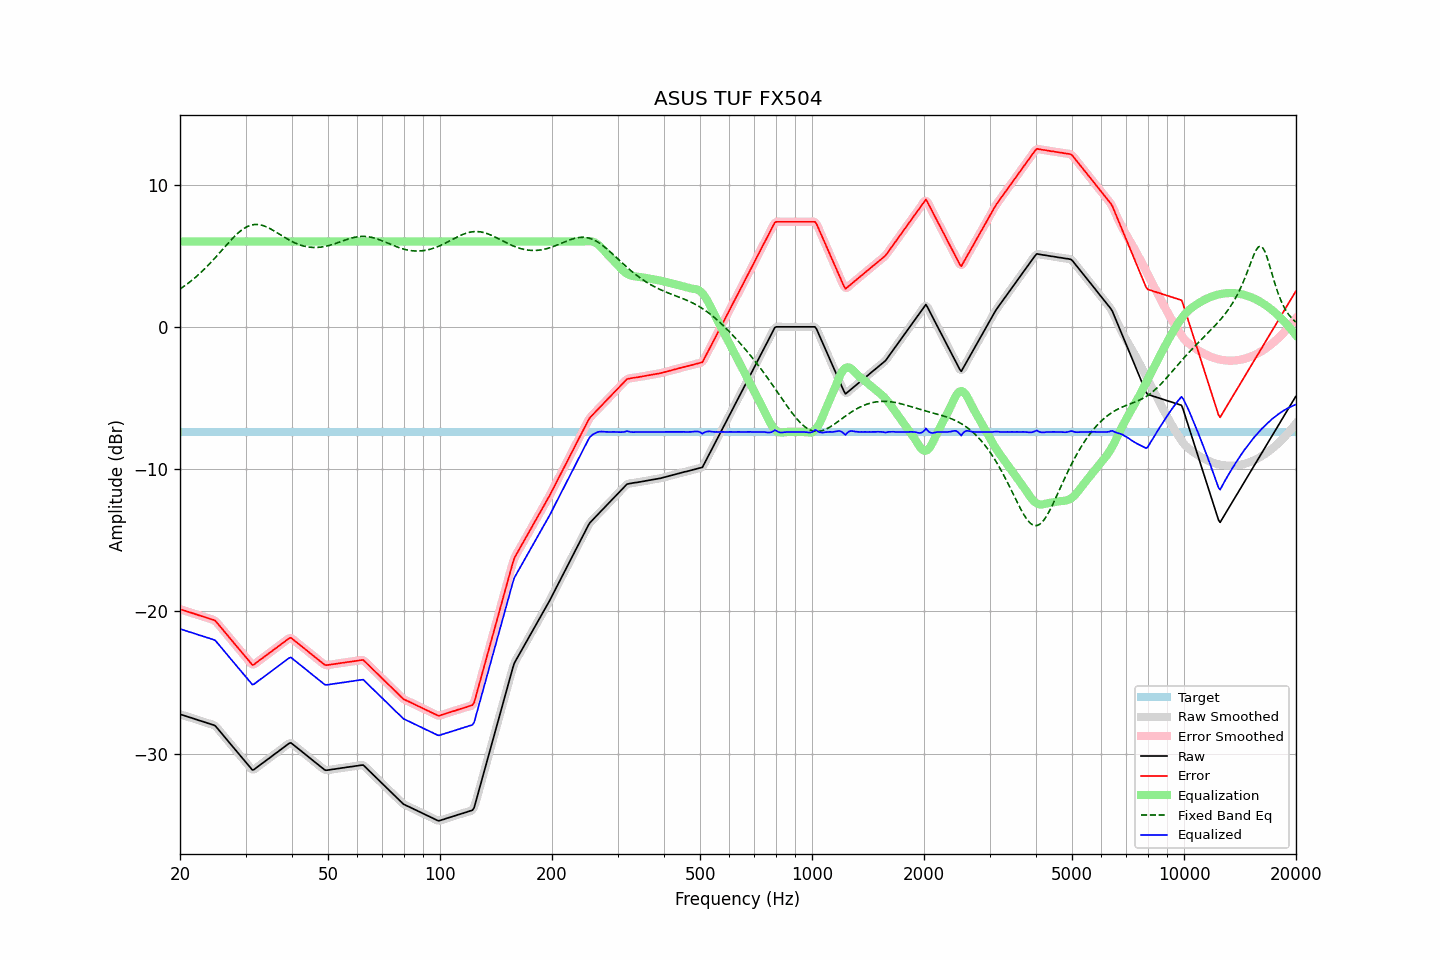 ASUS TUF FX504
Amplitude (dBr)
10
0
−10
−20
−30
Target
Raw Smoothed
Error Smoothed
Raw
Error
Equalization
Fixed Band Eq
Equalized
20 50 100 200 500 1000 2000 5000 10000 20000
Frequency (Hz)